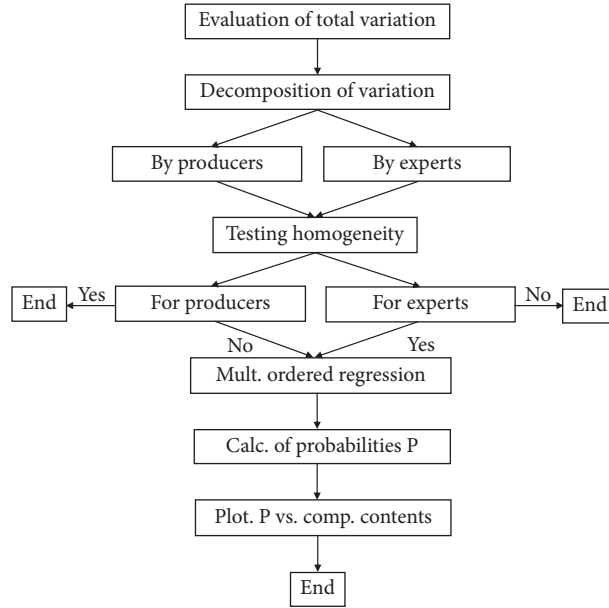 Evaluation of total variation
Decomposition of variation
By producers
By experts
Testing homogeneity
End
Yes
For producers
For experts
No
End
No
Yes
Mult. ordered regression
Calc. of probabilities P
Plot. P vs. comp. contents
End